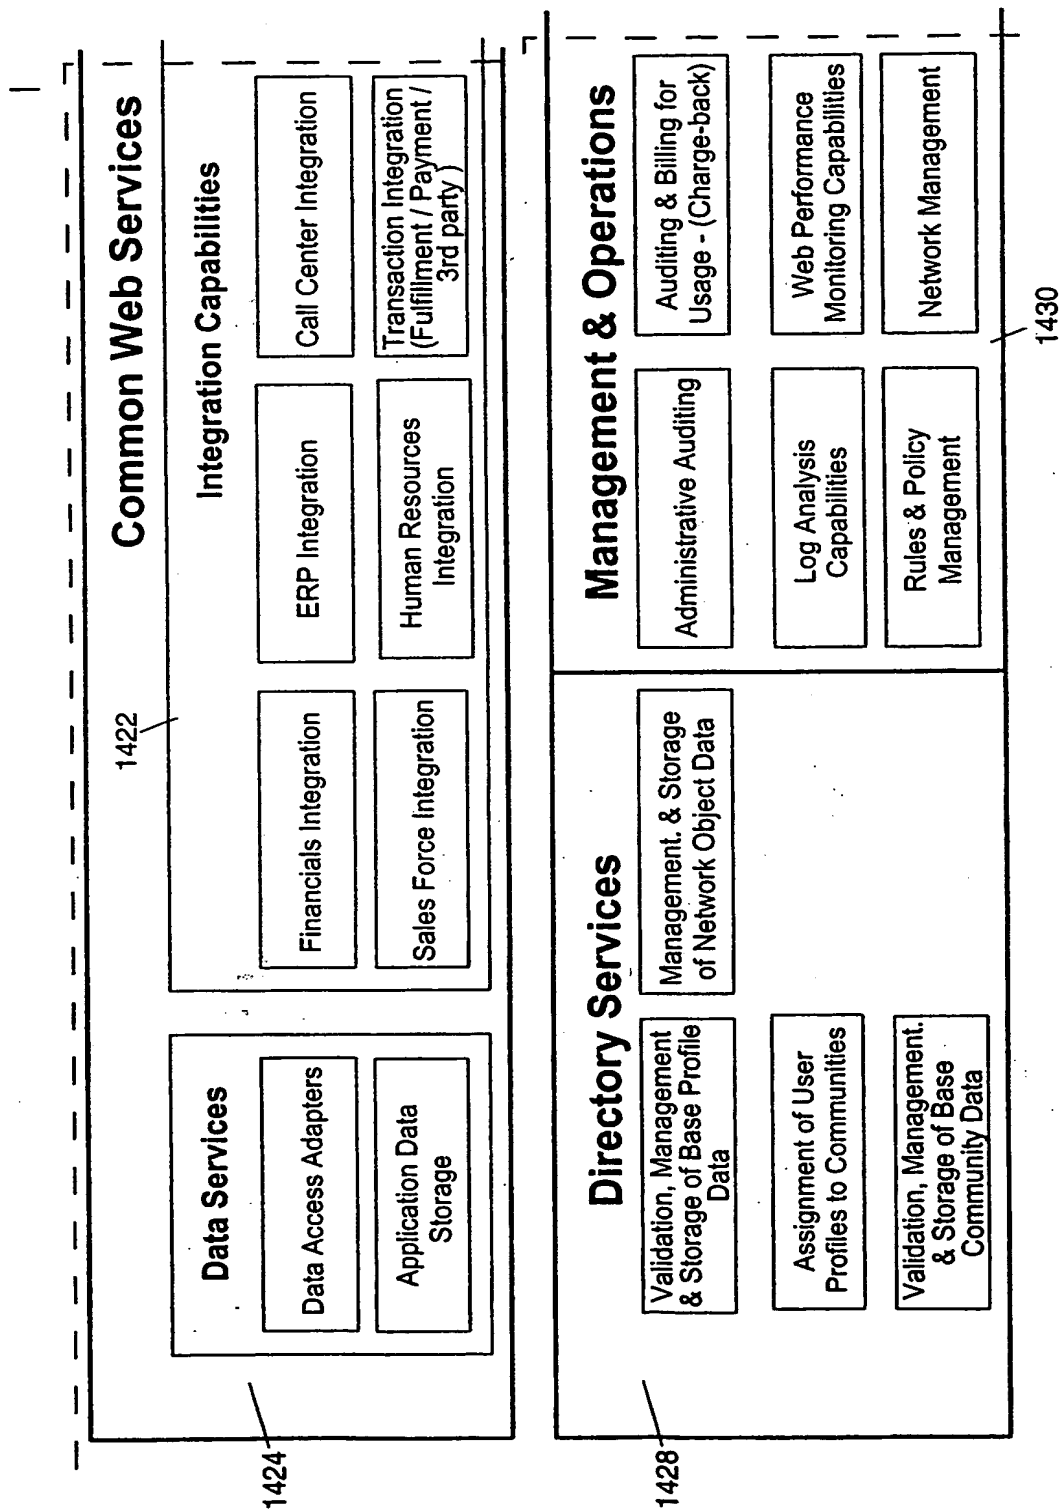 Common Web Services
1422
Data Services
Data Access Adapters
Application Data
Storage
1424
Integration Capabilities
Financials Integration
ERP Integration
Call Center Integration
Sales Force Integration
Human Resources
Integration
Transaction Integration
(Fulfillment / Payment /
3rd party )
Directory Services
Validation, Management
& Storage of Base Profile
Data
Management. & Storage
of Network Object Data
Assignment of User
Profiles to Communities
Validation, Management.
& Storage of Base
Community Data
1428
Management & Operations
Administrative Auditing
Auditing & Billing for
Usage - (Charge-back)
Log Analysis
Capabilities
Web Performance
Monitoring Capabilities
Rules & Policy
Management
Network Management
1430